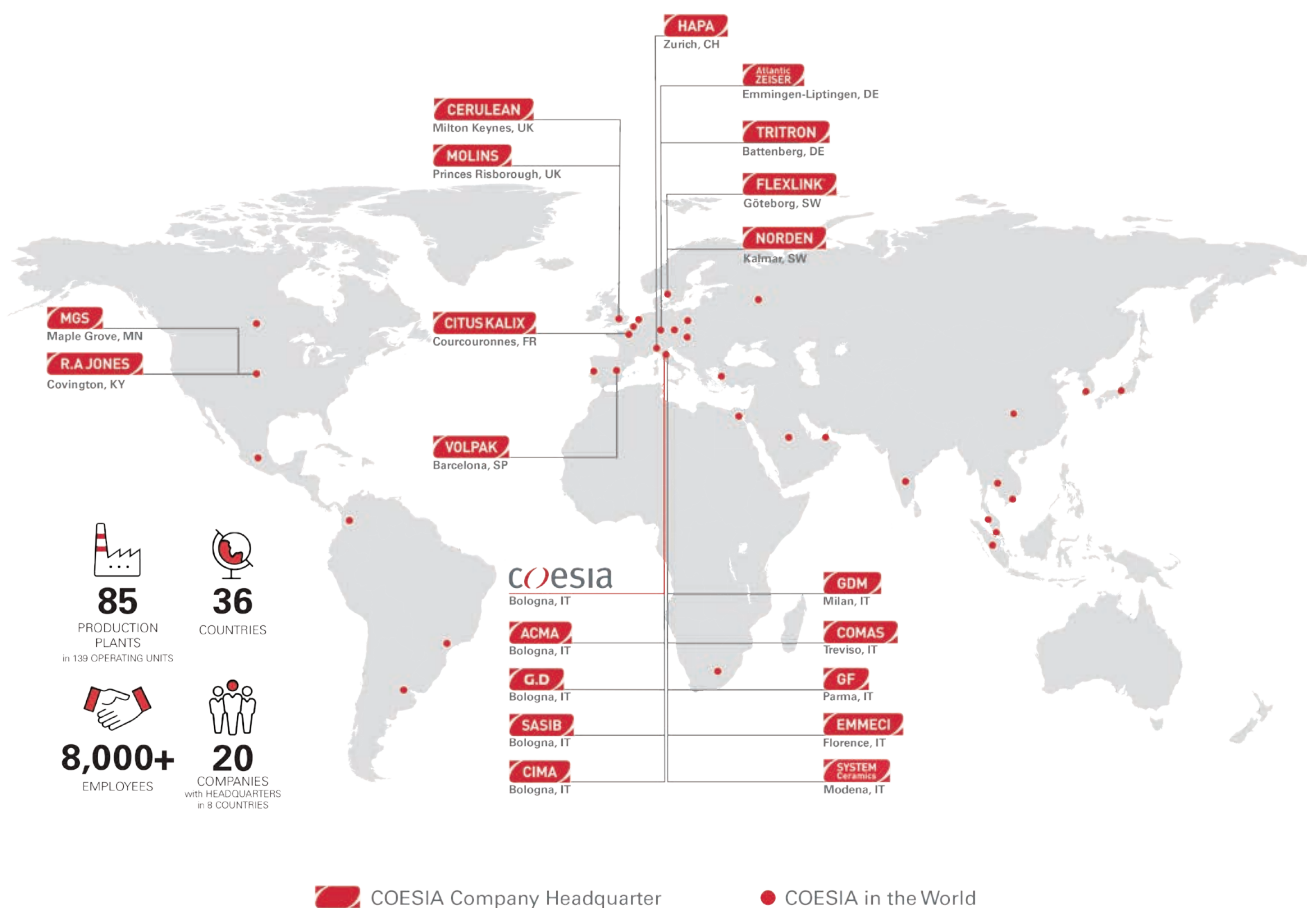 HAPA
Zurich, CH
Atlantic
ZEISER
Emmingen-Liptingen, DE
CERULEAN
Milton Keynes, UK
TRITRON
Battenberg, DE
MOLINS
Princes Risborough, UK
FLEXLINK
Göteborg, SW
NORDEN
Kalmar, SW
MGS
Maple Grove, MN
CITUS KALIX
Courcouronnes, FR
R.A JONES
Covington, KY
VOLPAK
Barcelona, SP
85
PRODUCTION
PLANTS
in 139 OPERATING UNITS
36
COUNTRIES
8,000+
EMPLOYEES
20
COMPANIES
with HEADQUARTERS
in 8 COUNTRIES
coesia
Bologna, IT
ACMA
Bologna, IT
G.D
Bologna, IT
SASIB
Bologna, IT
CIMA
Bologna, IT
GDM
Milan, IT
COMAS
Treviso, IT
GF
Parma, IT
EMMECI
Florence, IT
SYSTEM
Ceramics
Modena, IT
COESIA Company Headquarter
COESIA in the World